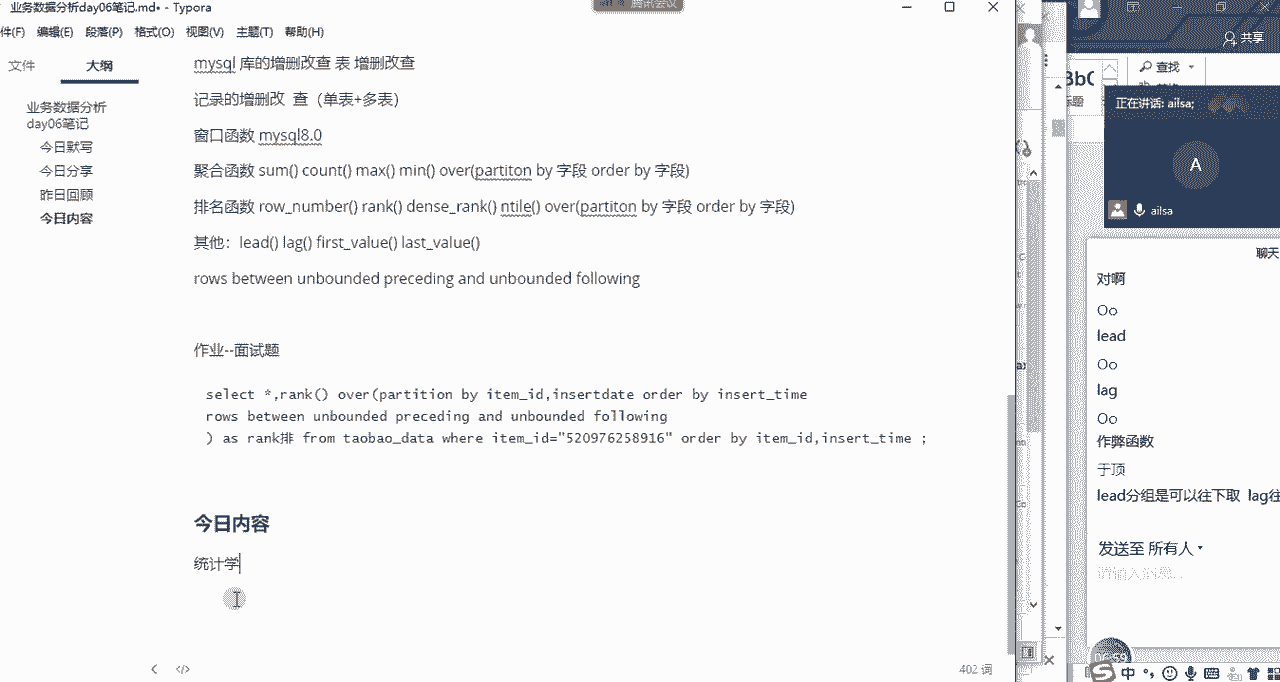 业务数据分析day06笔记.md• - Typora
件(F) 编辑(E) 段落(P) 格式(O) 视图(V) 主题(T) 帮助(H)
文件 大纲
业务数据分析
day06笔记
今日默写
今日分享
昨日回顾
今日内容
mysql 库的增删改查 表 增删改查
记录的增删改 查（单表+多表）
窗口函数 mysql8.0
聚合函数 sum() count() max() min() over(partiton by 字段 order by 字段)
排名函数 row_number() rank() dense_rank() ntile() over(partiton by 字段 order by 字段)
其他：lead() lag() first_value() last_value()
rows between unbounded preceding and unbounded following
作业--面试题
select *,rank() over(partition by item_id,insertdate order by insert_time
rows between unbounded preceding and unbounded following
) as rank排 from taobao_data where item_id="520976258916" order by item_id,insert_time ;
今日内容
统计学
402 词
腾讯会议
共享
查找
正在讲话: ailsa;
A
ailsa
聊天
对啊
Oo
lead
Oo
lag
Oo
作弊函数
于顶
lead分组是可以往下取 lag往
发送至 所有人
请输入消息...
中